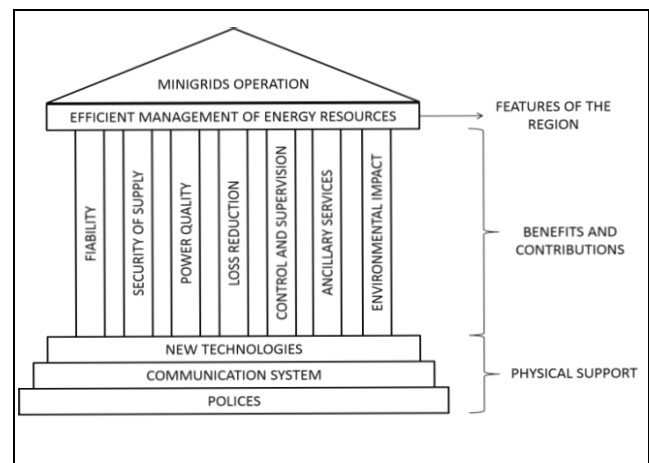 MINIGRIDS OPERATION
EFFICIENT MANAGEMENT OF ENERGY RESOURCES
FEATURES OF THE
REGION
FIABILITY
SECURITY OF SUPPLY
POWER QUALITY
LOSS REDUCTION
CONTROL AND SUPERVISION
ANCILLARY SERVICES
ENVIRONMENTAL IMPACT
BENEFITS AND
CONTRIBUTIONS
NEW TECHNOLOGIES
COMMUNICATION SYSTEM
POLICES
PHYSICAL SUPPORT